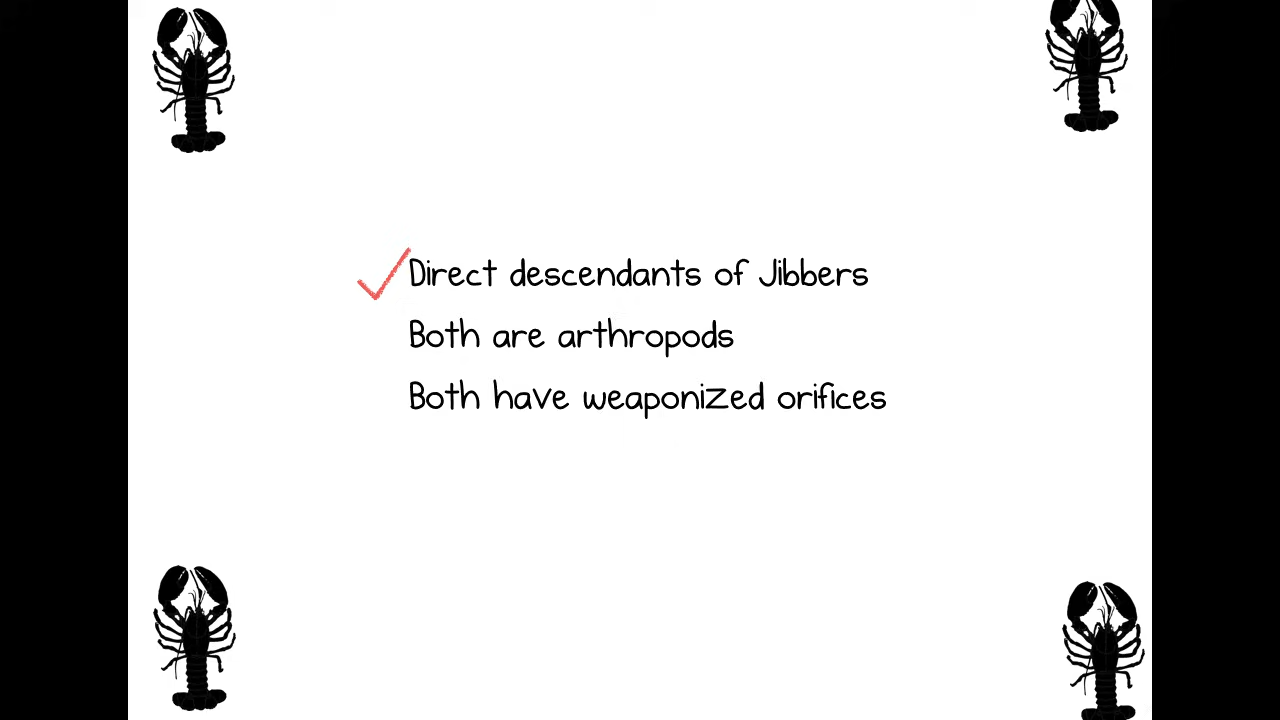 Direct descendants of Jibbers
Both are arthropods
Both have weaponized orifices